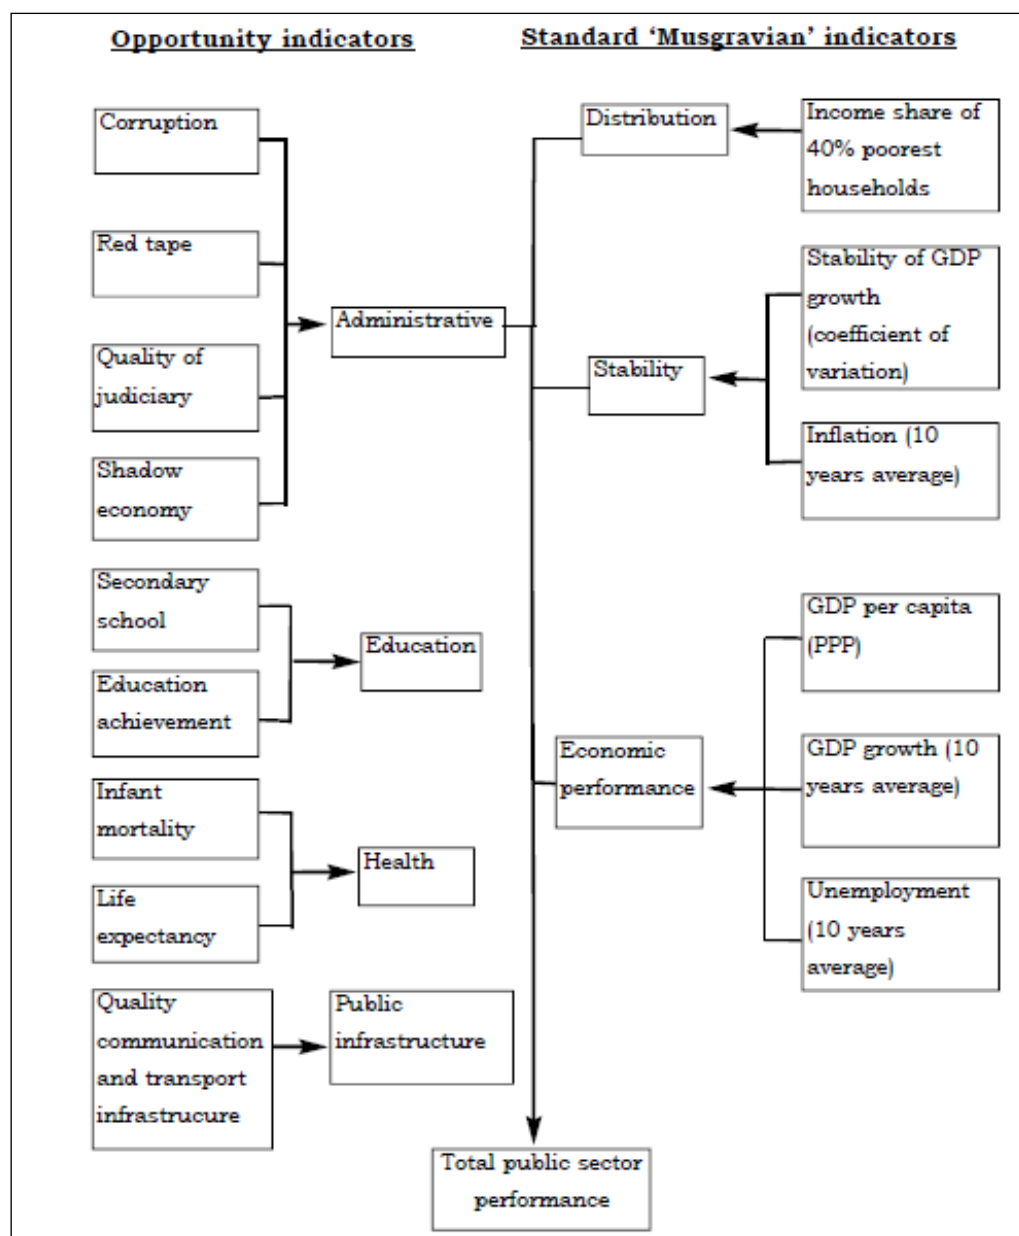 Opportunity indicators
Standard ‘Musgravian’ indicators
Corruption
Red tape
Quality of
judiciary
Shadow
economy
Administrative
Secondary
school
Education
achievement
Education
Infant
mortality
Life
expectancy
Health
Quality
communication
and transport
infrastrucure
Public
infrastructure
Distribution
Income share of
40% poorest
households
Stability
Stability of GDP
growth
(coefficient of
variation)
Inflation (10
years average)
Economic
performance
GDP per capita
(PPP)
GDP growth (10
years average)
Unemployment
(10 years
average)
Total public sector
performance